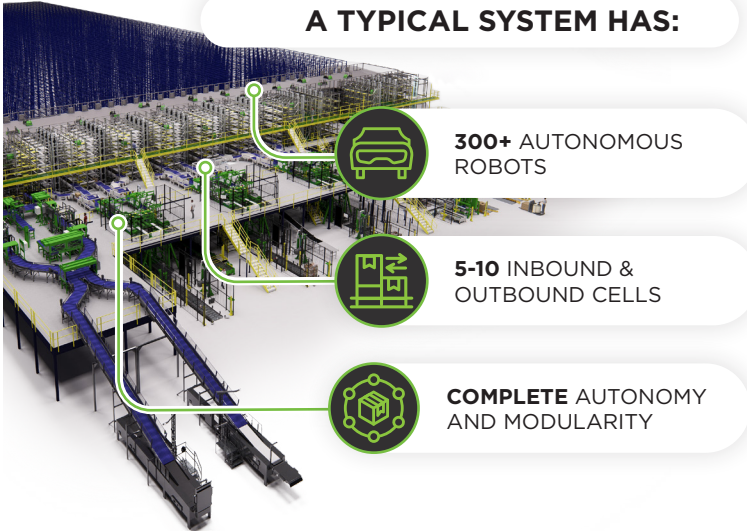 A TYPICAL SYSTEM HAS:
300+ AUTONOMOUS
ROBOTS
5-10 INBOUND &
OUTBOUND CELLS
COMPLETE AUTONOMY
AND MODULARITY